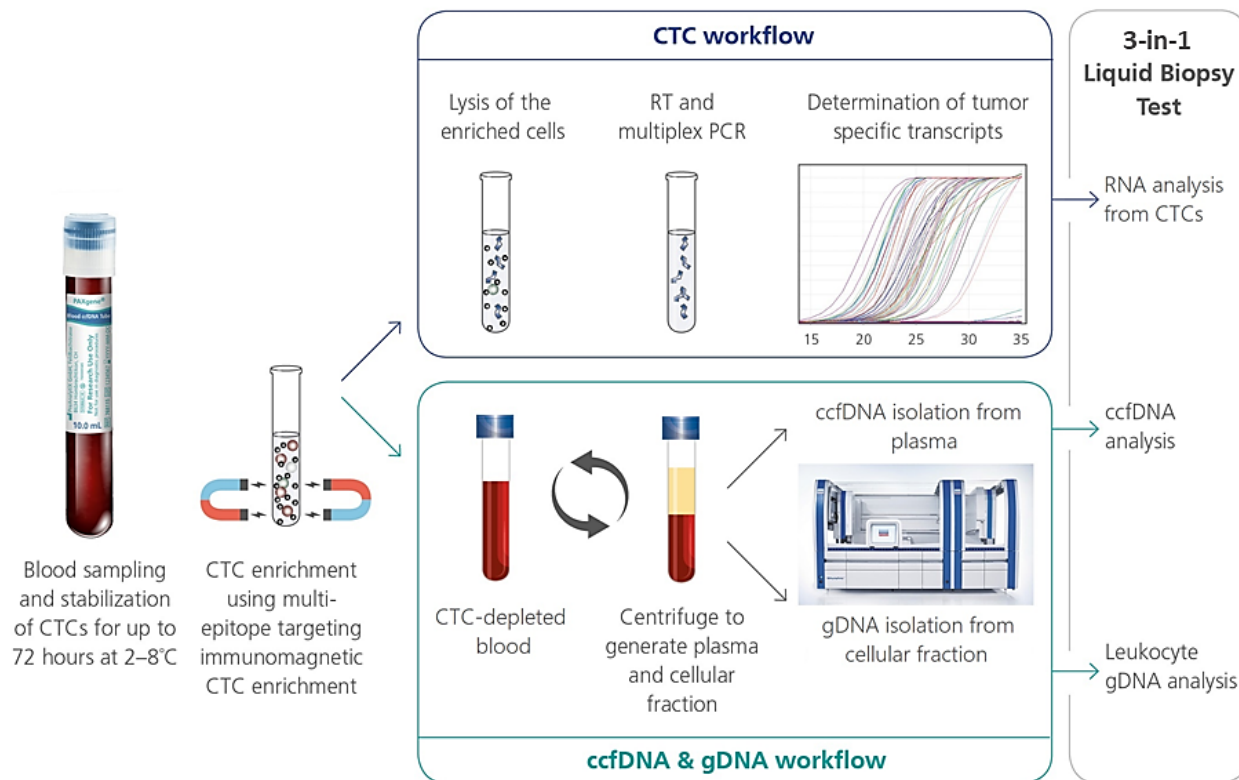 CTC workflow
3-in-1
Liquid Biopsy
Test
Lysis of the
enriched cells
RT and
multiplex PCR
Determination of tumor
specific transcripts
15
20
25
30
35
RNA analysis
from CTCs
PAXgene®
Blood ccfDNA Tube
For Research Use Only
10.0 mL
Blood sampling
and stabilization
of CTCs for up to
72 hours at 2–8°C
CTC enrichment
using multi-
epitope targeting
immunomagnetic
CTC enrichment
CTC-depleted
blood
Centrifuge to
generate plasma
and cellular
fraction
ccfDNA isolation from
plasma
gDNA isolation from
cellular fraction
ccfDNA
analysis
Leukocyte
gDNA analysis
ccfDNA & gDNA workflow